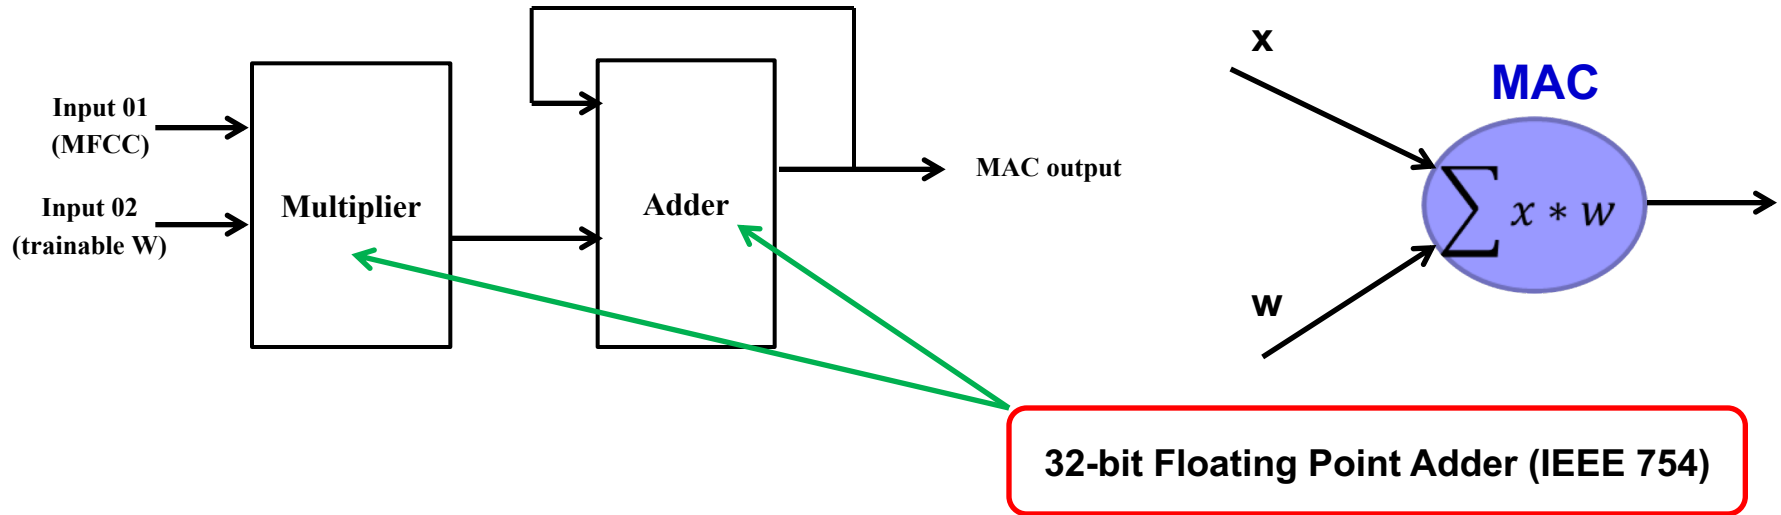 Input 01
(MFCC)
Input 02
(trainable W)
Multiplier
Adder
MAC output
x
w
MAC
∑ x * w
32-bit Floating Point Adder (IEEE 754)